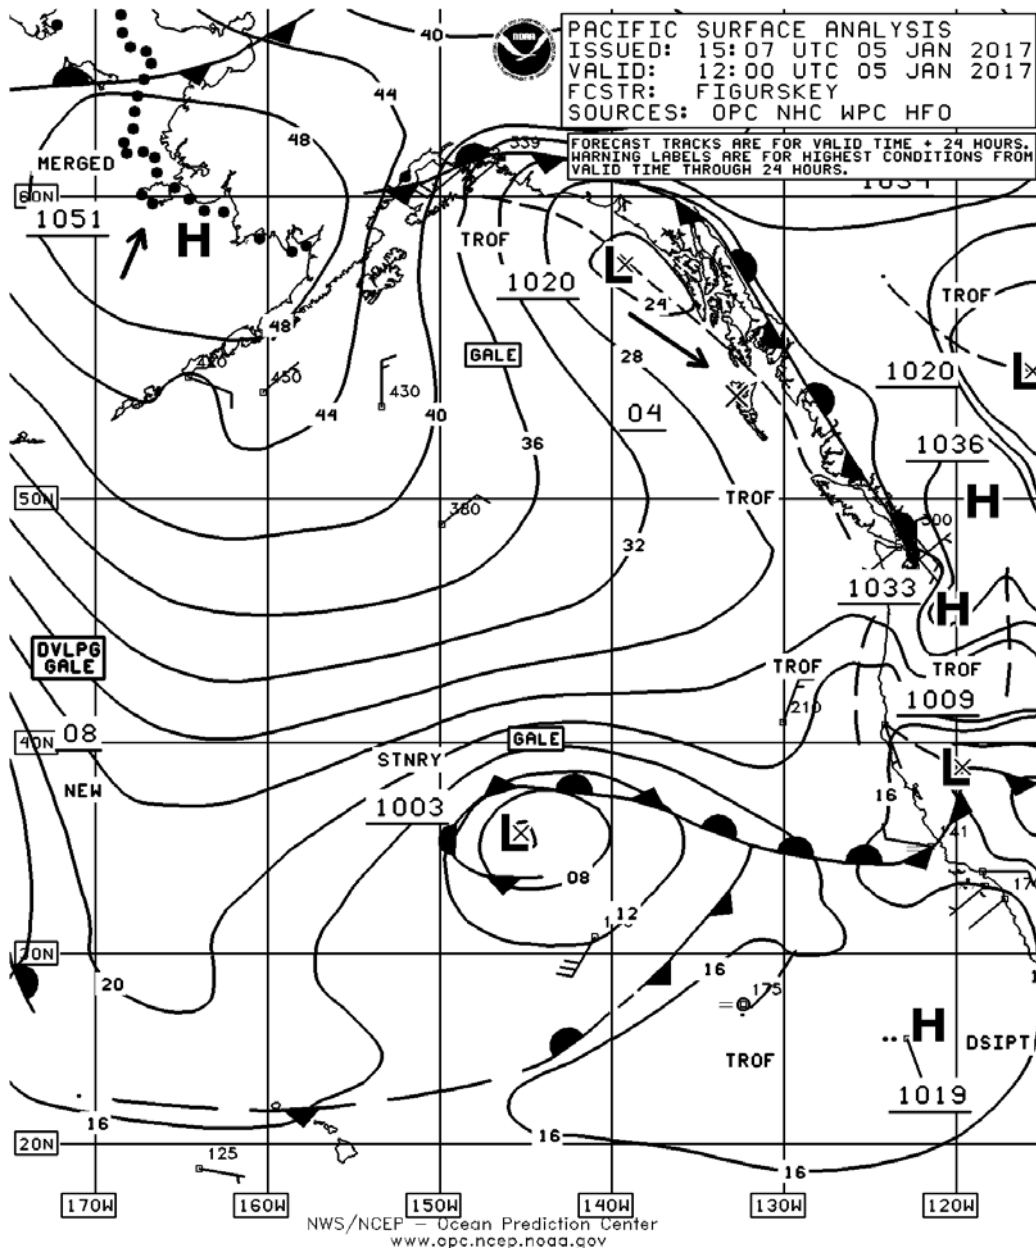 40
PACIFIC SURFACE ANALYSIS
ISSUED: 15:07 UTC 05 JAN 2017
VALID: 12:00 UTC 05 JAN 2017
FCSTR: FIGURSKEY
SOURCES: OPC NHC WPC HFO
NOAA
44
48
539
FORECAST TRACKS ARE FOR VALID TIME + 24 HOURS.
WARNING LABELS ARE FOR HIGHEST CONDITIONS FROM
VALID TIME THROUGH 24 HOURS.
MERGED
60N
1051
H
TROF
1020
L
24
TROF
48
GALE
28
1020
L
450
430
44
40
04
36
1036
50N
380
TROF
H
300
32
1033
H
DVLPG
GALE
TROF
TROF
1009
210
08
40N
GALE
STNRY
NEW
L
1003
16
L
141
08
12
30N
20
16
175
H
DSIPT
TROF
1019
16
16
20N
125
16
170W
160W
150W
140W
130W
120W
NWS/NCEP – Ocean Prediction Center
www.opc.ncep.noaa.gov